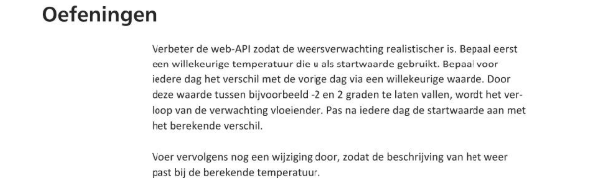 Oefeningen
Verbeter de web-API zodat de weersverwachting realistischer is. Bepaal eerst
een willekeurige temperatuur die u als startwaarde gebruikt. Bepaal voor
iedere dag het verschil met de vorige dag via een willekeurige waarde. Door
deze waarde tussen bijvoorbeeld -2 en 2 graden te laten vallen, wordt het ver-
loop van de verwachting vloeiender. Pas na iedere dag de startwaarde aan met
het berekende verschil.
Voer vervolgens nog een wijziging door, zodat de beschrijving van het weer
past bij de berekende temperatuur.